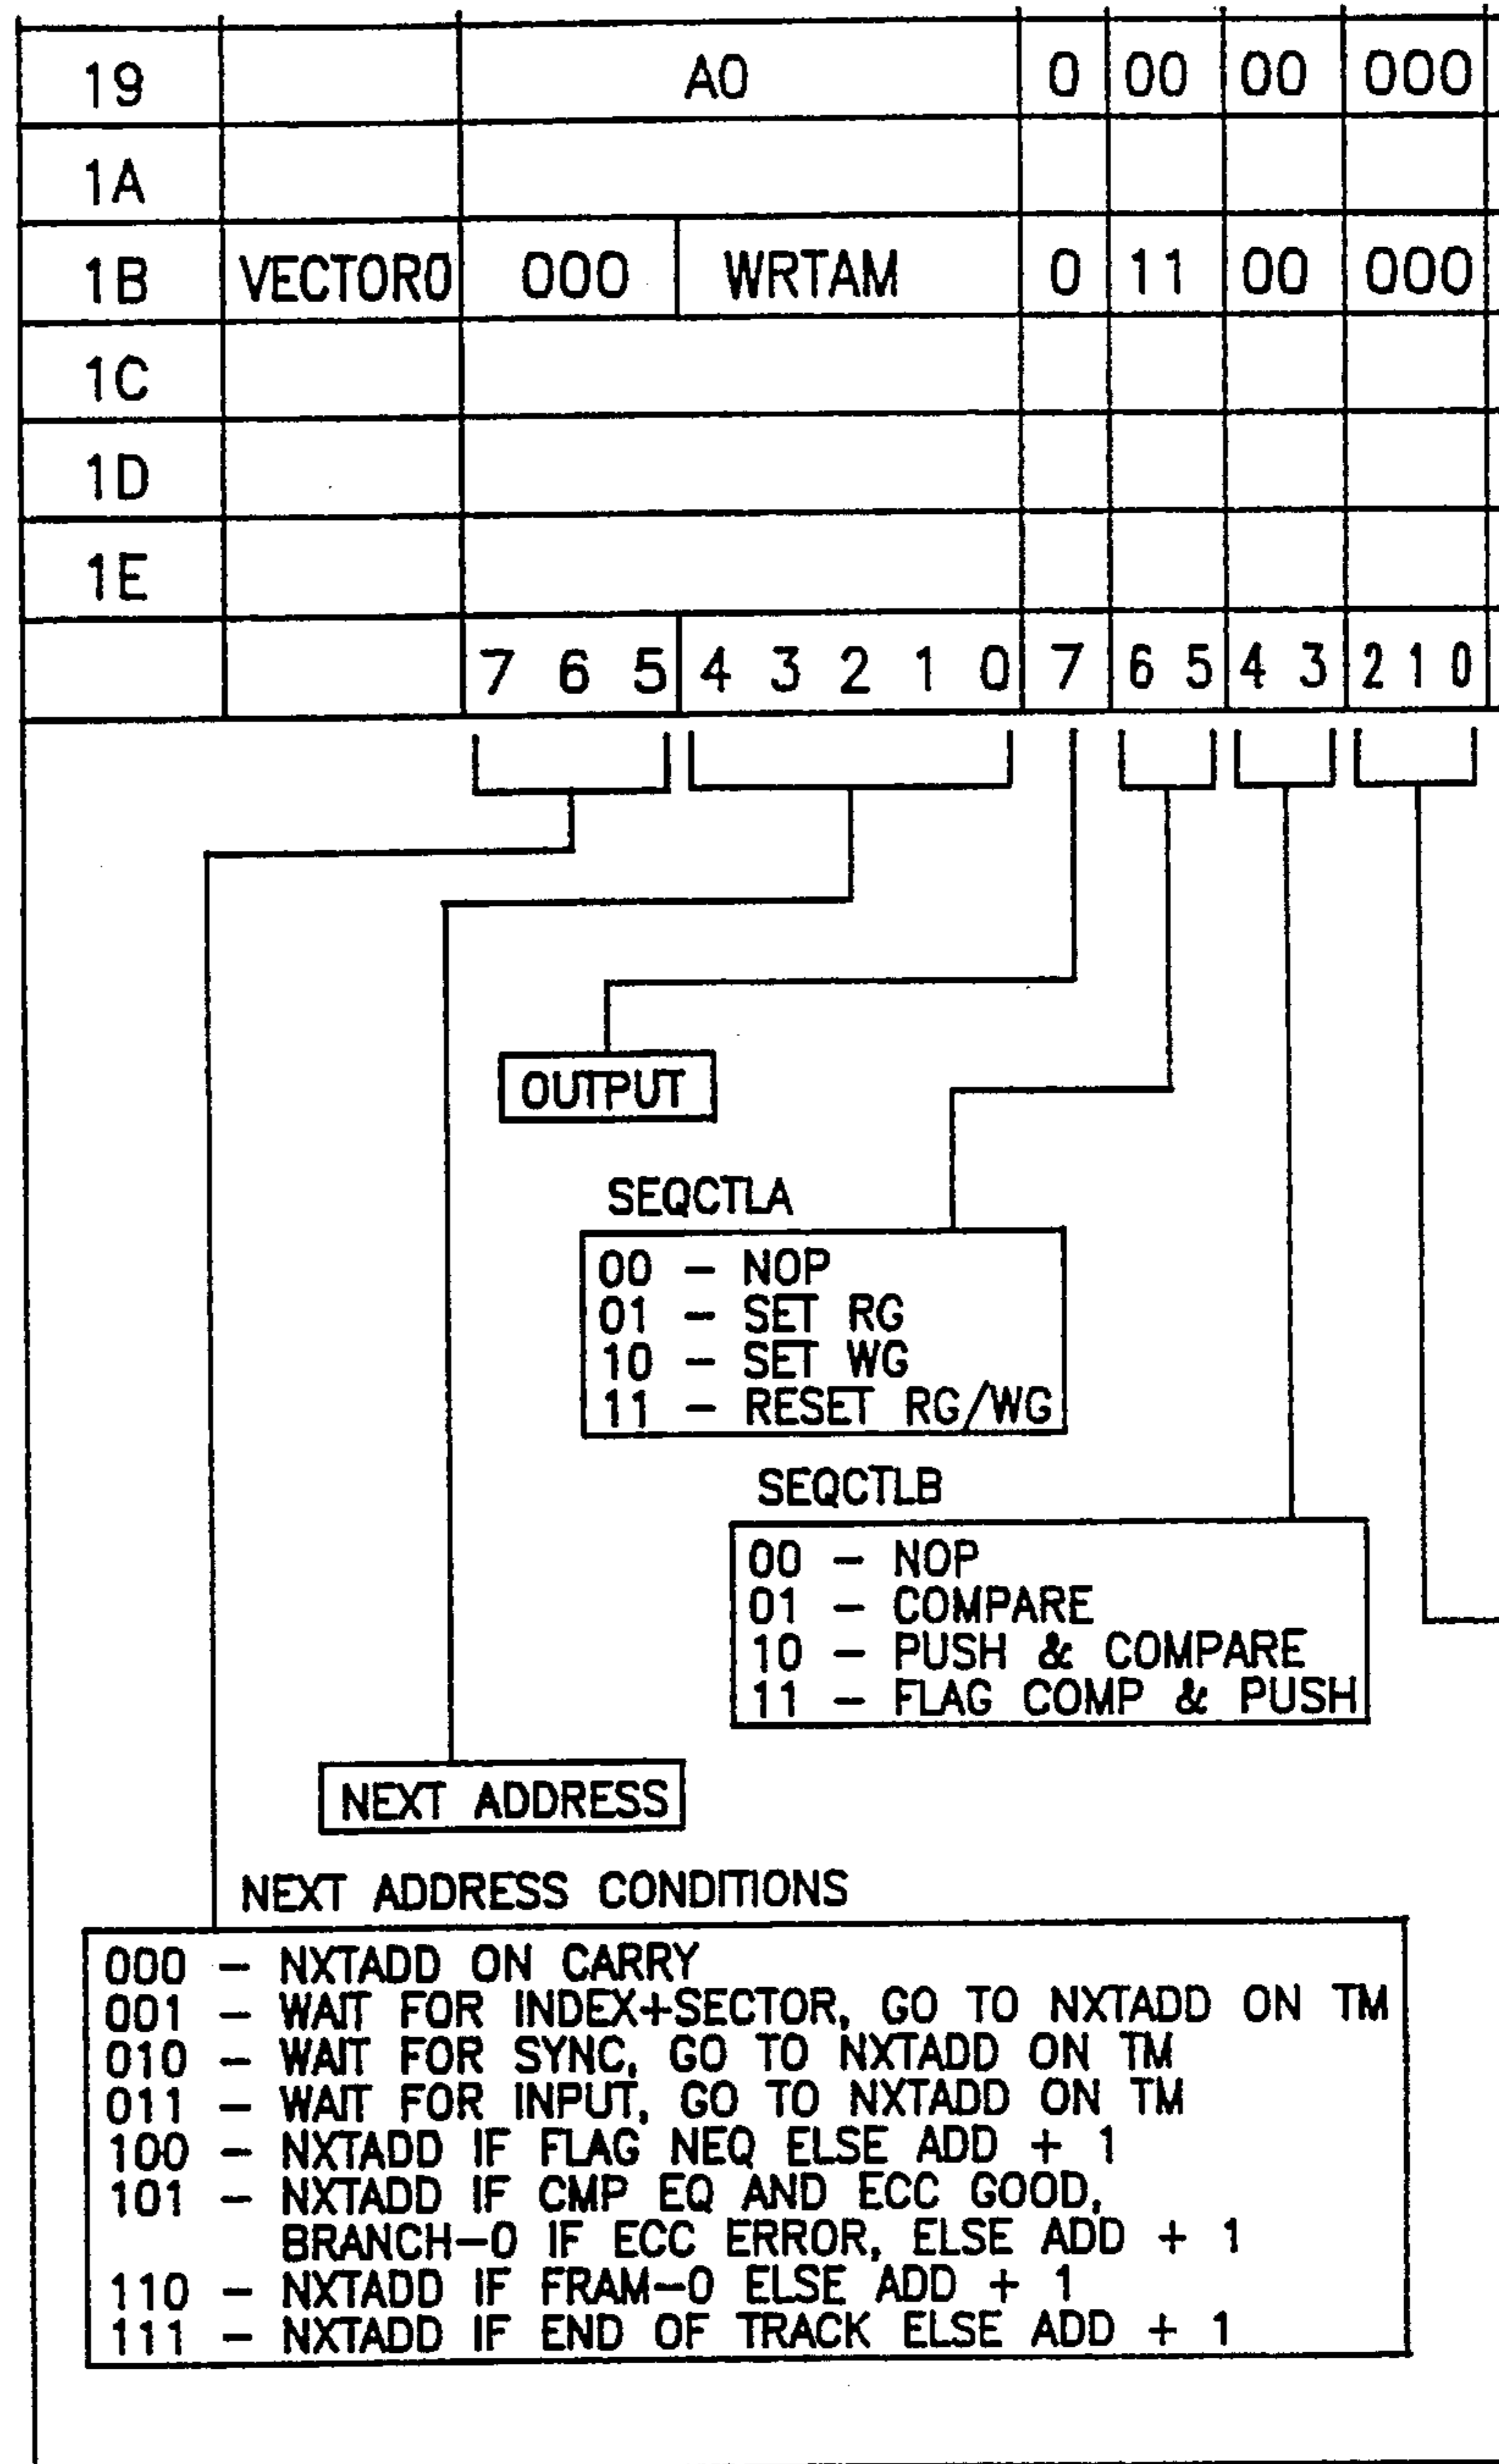 19 A0 0 00 00 000
1A
1B VECTOR0 000 WRTAM 0 11 00 000
1C
1D
1E
7 6 5 4 3 2 1 0 7 6 5 4 3 2 1 0
OUTPUT
SEQCTLA
00 - NOP
01 - SET RG
10 - SET WG
11 - RESET RG/WG
SEQCTLB
00 - NOP
01 - COMPARE
10 - PUSH & COMPARE
11 - FLAG COMP & PUSH
NEXT ADDRESS
NEXT ADDRESS CONDITIONS
000 - NXTADD ON CARRY
001 - WAIT FOR INDEX+SECTOR, GO TO NXTADD ON TM
010 - WAIT FOR SYNC, GO TO NXTADD ON TM
011 - WAIT FOR INPUT, GO TO NXTADD ON TM
100 - NXTADD IF FLAG NEQ ELSE ADD + 1
101 - NXTADD IF CMP EQ AND ECC GOOD,
BRANCH-0 IF ECC ERROR, ELSE ADD + 1
110 - NXTADD IF FRAM-0 ELSE ADD + 1
111 - NXTADD IF END OF TRACK ELSE ADD + 1